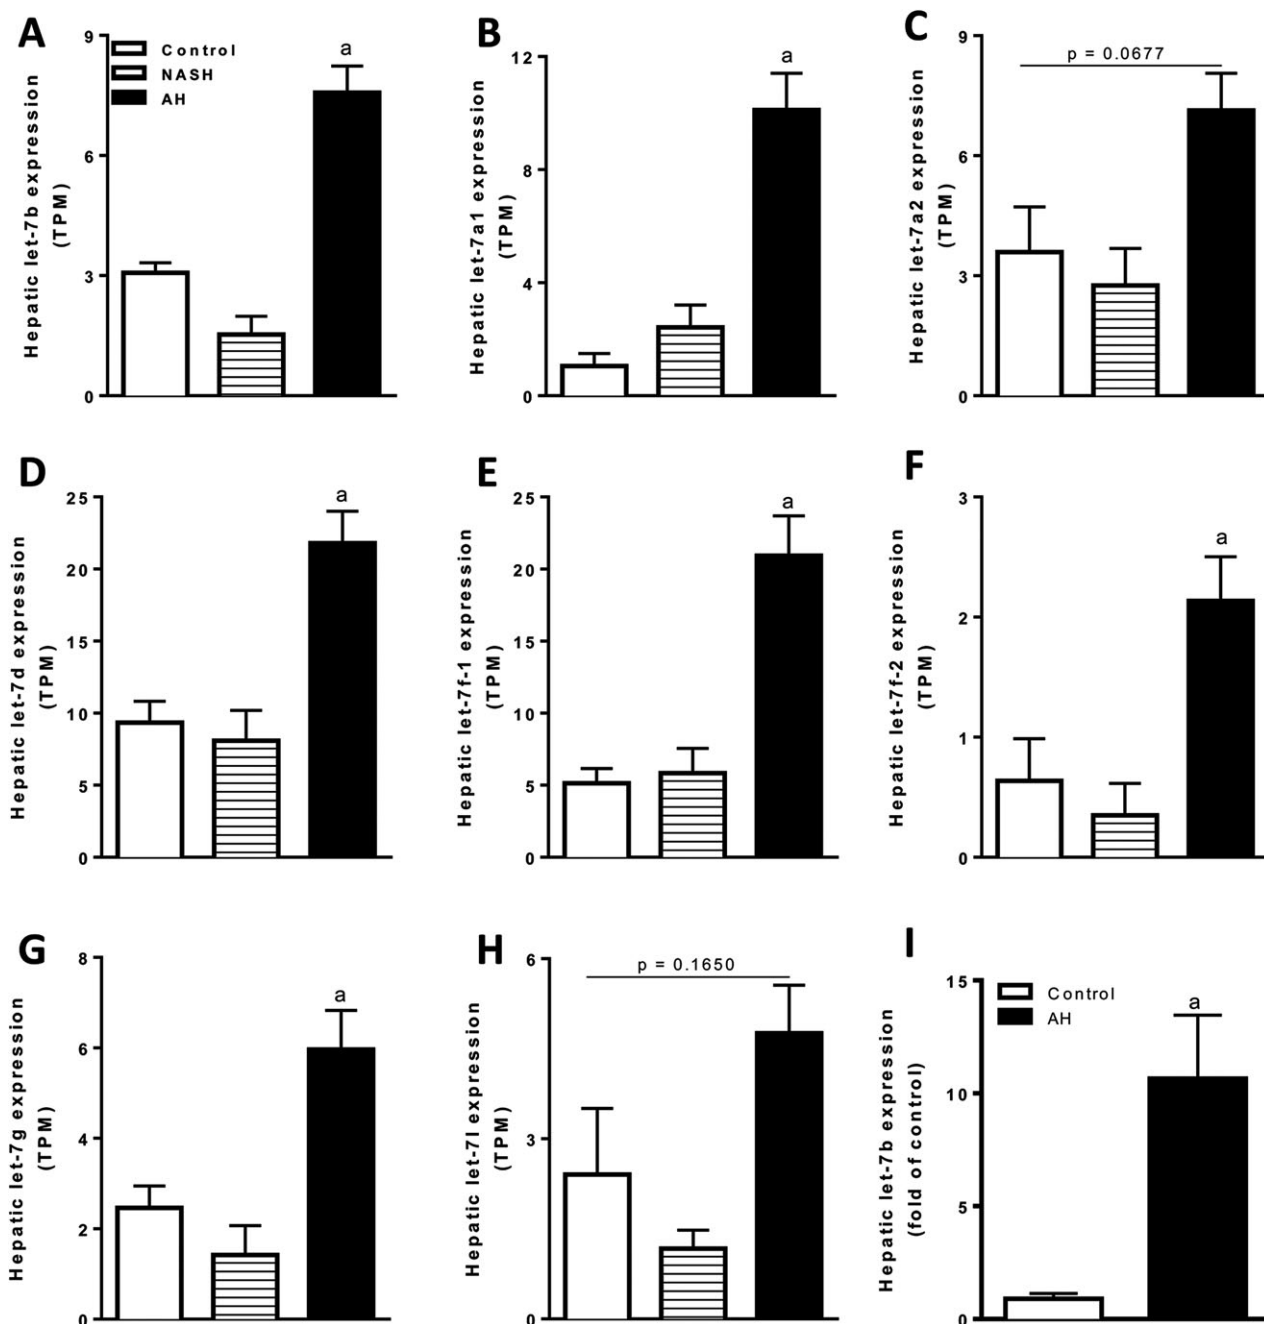 A
Hepatic let-7b expression
(TPM)
9
6
3
0
Control
NASH
AH
a
B
Hepatic let-7a1 expression
(TPM)
12
8
4
0
a
C
Hepatic let-7a2 expression
(TPM)
9
6
3
0
p = 0.0677
D
Hepatic let-7d expression
(TPM)
25
20
15
10
5
0
a
E
Hepatic let-7f-1 expression
(TPM)
25
20
15
10
5
0
a
F
Hepatic let-7f-2 expression
(TPM)
3
2
1
0
a
G
Hepatic let-7g expression
(TPM)
8
6
4
2
0
a
H
Hepatic let-7I expression
(TPM)
6
3
0
p = 0.1650
I
Hepatic let-7b expression
(fold of control)
15
10
5
0
Control
AH
a